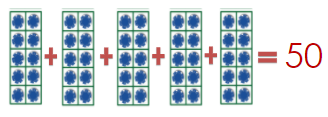 + + + + = 50